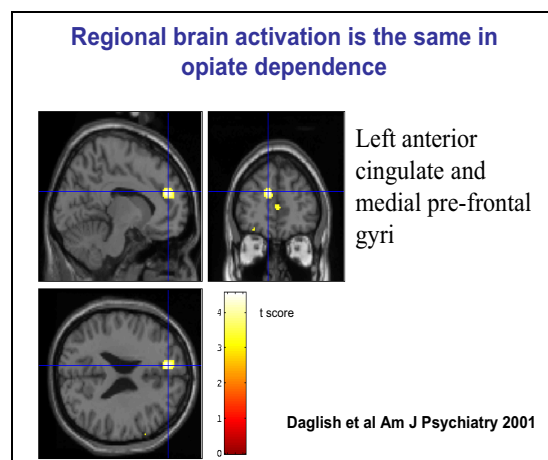 Regional brain activation is the same in
opiate dependence
Left anterior
cingulate and
medial pre-frontal
gyri
4
3
2
1
0
t score
Daglish et al Am J Psychiatry 2001